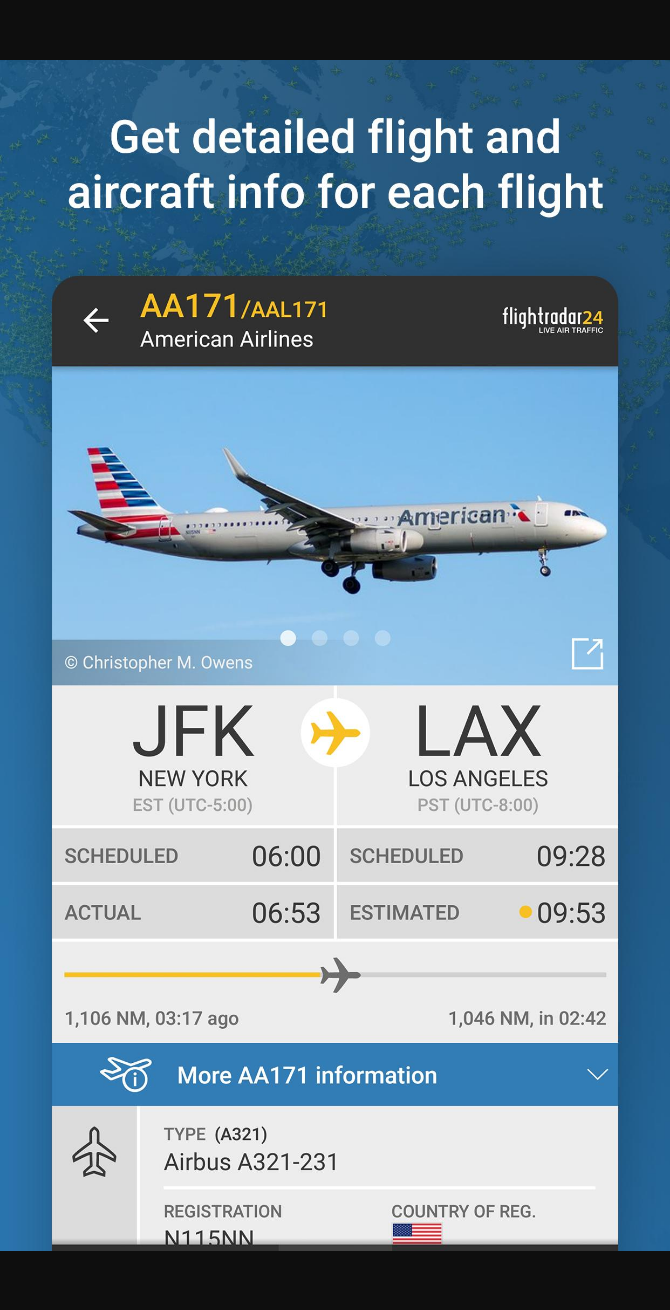 Get detailed flight and
aircraft info for each flight
AA171/AAL171
American Airlines
flightradar24
LIVE AIR TRAFFIC
American
© Christopher M. Owens
JFK
LAX
NEW YORK
LOS ANGELES
EST (UTC-5:00)
PST (UTC-8:00)
SCHEDULED 06:00
SCHEDULED 09:28
ACTUAL 06:53
ESTIMATED 09:53
1,106 NM, 03:17 ago
1,046 NM, in 02:42
More AA171 information
TYPE (A321)
Airbus A321-231
REGISTRATION
COUNTRY OF REG.
N115NN